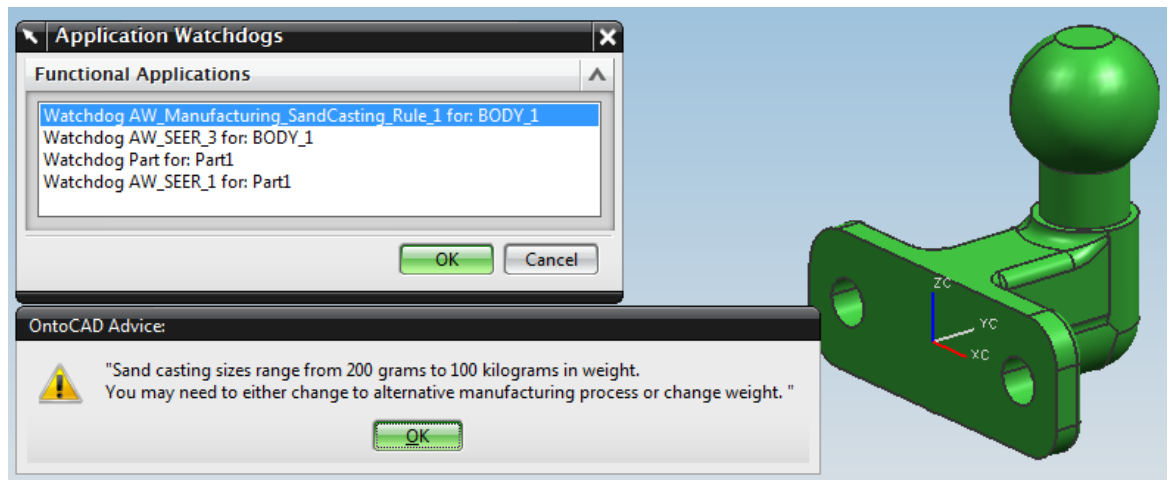 Application Watchdogs
Functional Applications
Watchdog AW_Manufacturing_SandCasting_Rule_1 for: BODY_1
Watchdog AW_SEER_3 for: BODY_1
Watchdog Part for: Part1
Watchdog AW_SEER_1 for: Part1
OK Cancel
OntoCAD Advice:
"Sand casting sizes range from 200 grams to 100 kilograms in weight.
You may need to either change to alternative manufacturing process or change weight. "
OK
ZC
YC
XC